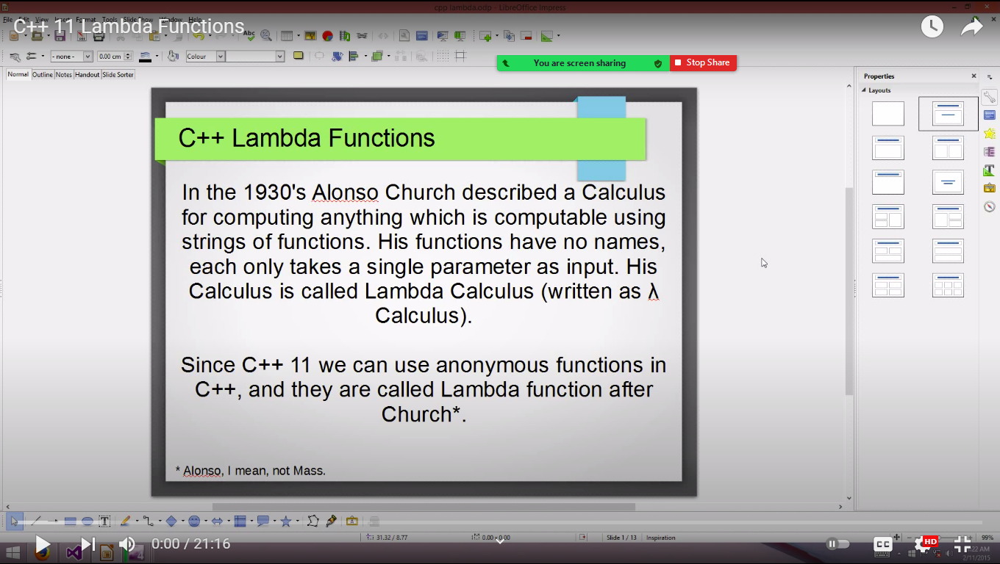 cpp lambda.odp - LibreOffice Impress
File Edit View Insert Format Tools Slide Show Window Help
C++ 11 Lambda Functions
- none - 0.00 cm Colour
You are screen sharing Stop Share
Normal Outline Notes Handout Slide Sorter
Properties
Layouts
C++ Lambda Functions
In the 1930's Alonso Church described a Calculus
for computing anything which is computable using
strings of functions. His functions have no names,
each only takes a single parameter as input. His
Calculus is called Lambda Calculus (written as λ
Calculus).
Since C++ 11 we can use anonymous functions in
C++, and they are called Lambda function after
Church*.
* Alonso, I mean, not Mass.
31.32 / 8.77 0.00 x 0.00 Slide 1 / 13 Inspiration 99%
0:00 / 21:16 CC HD
2/11/2015